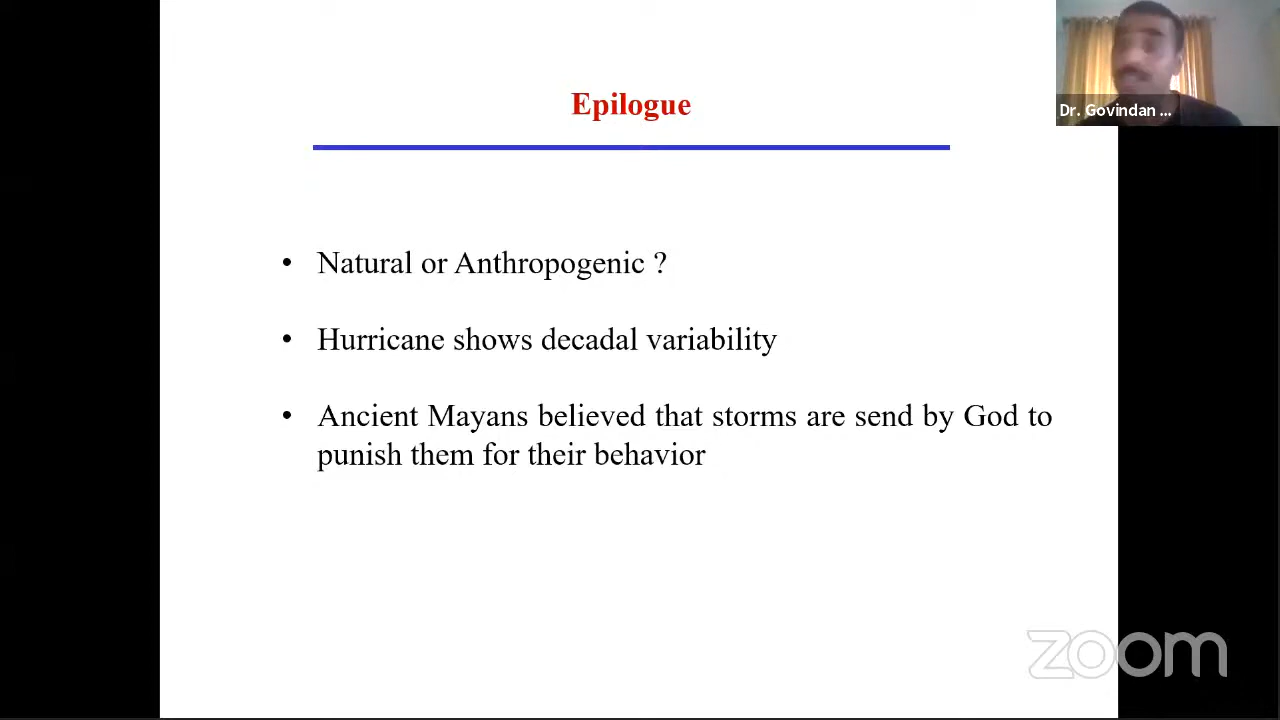 Epilogue
Dr. Govindan ...
• Natural or Anthropogenic ?
• Hurricane shows decadal variability
• Ancient Mayans believed that storms are send by God to
punish them for their behavior
zoom